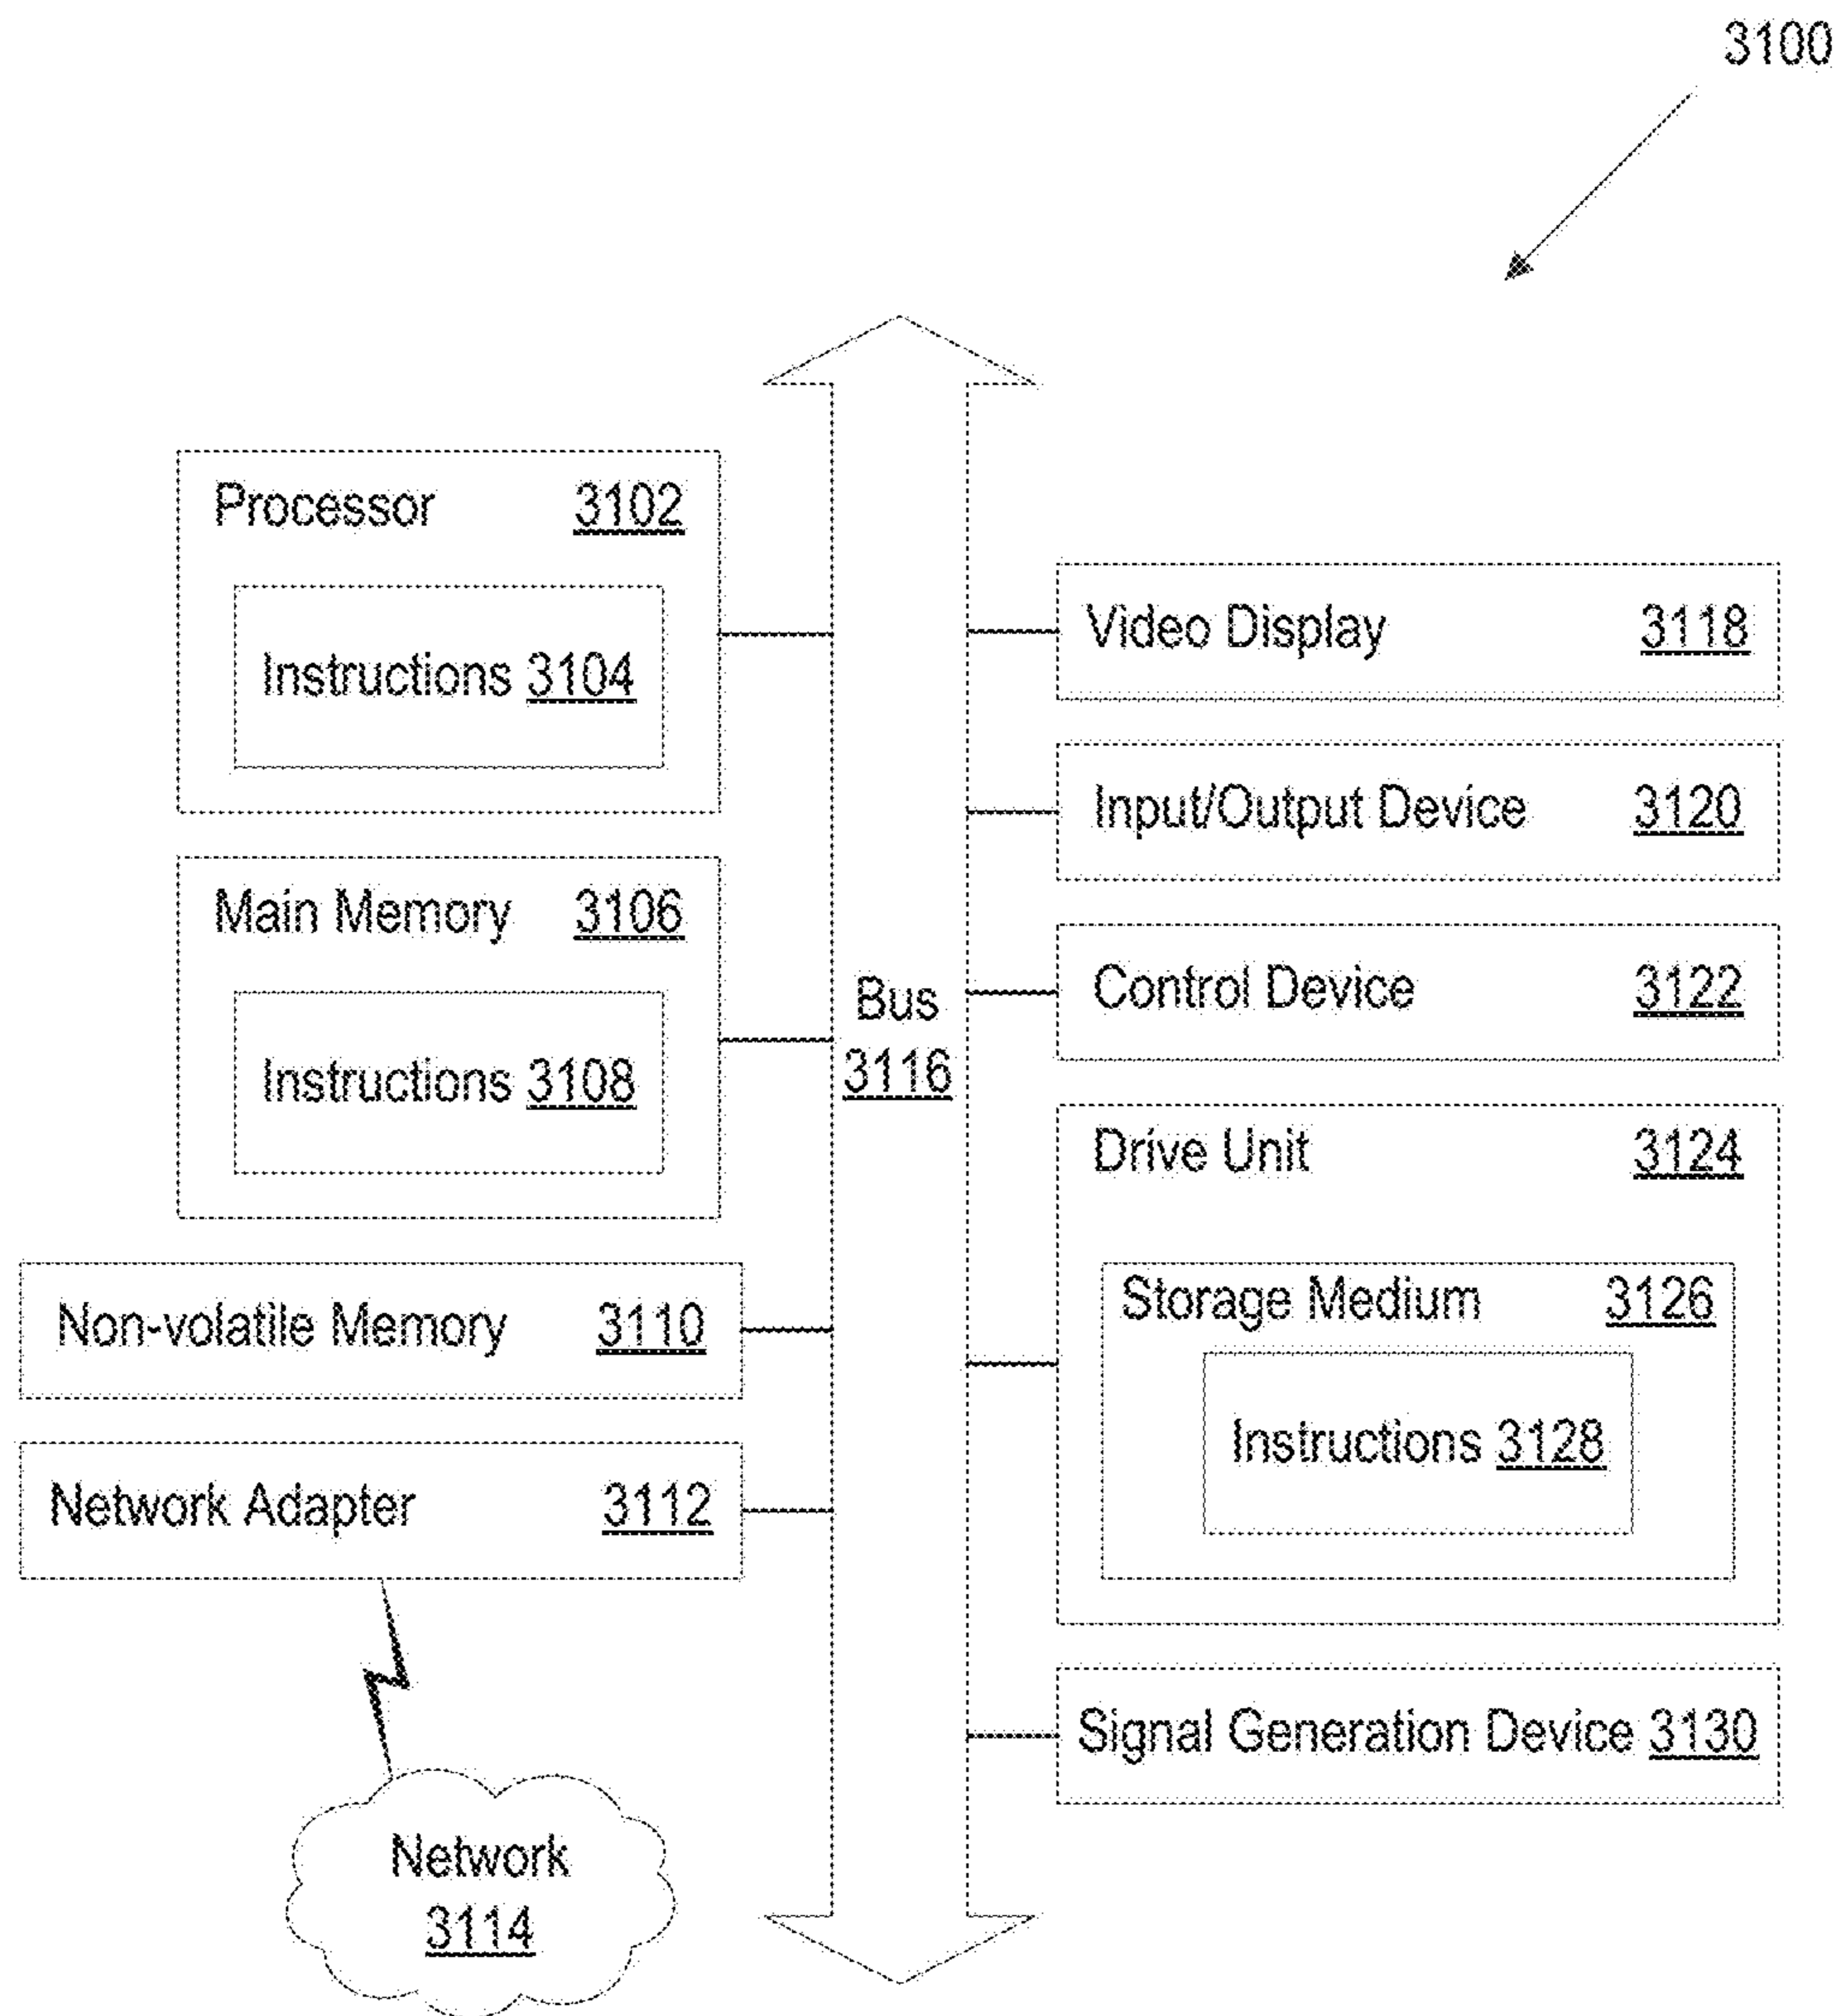 3100
Processor 3102
Instructions 3104
Main Memory 3106
Instructions 3108
Non-volatile Memory 3110
Network Adapter 3112
Network
3114
Bus
3116
Video Display 3118
Input/Output Device 3120
Control Device 3122
Drive Unit 3124
Storage Medium 3126
Instructions 3128
Signal Generation Device 3130